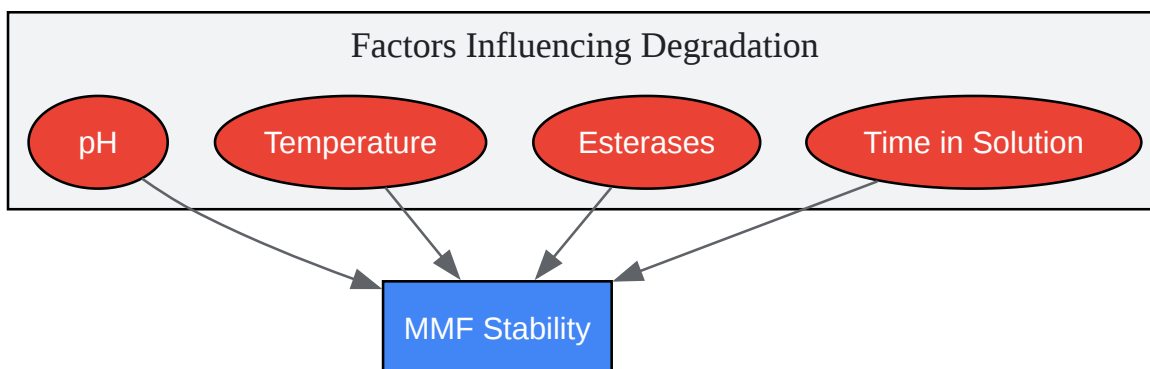 Factors Influencing Degradation
pH
Temperature
Esterases
Time in Solution
MMF Stability